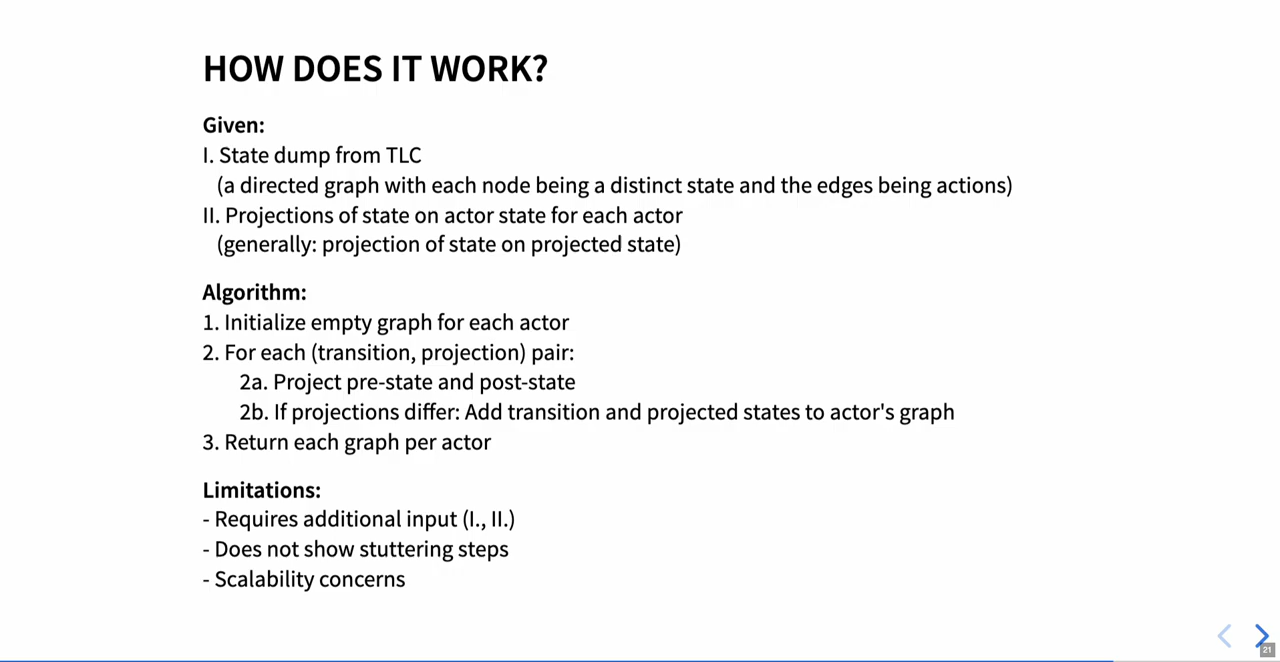 HOW DOES IT WORK?
Given:
I. State dump from TLC
(a directed graph with each node being a distinct state and the edges being actions)
II. Projections of state on actor state for each actor
(generally: projection of state on projected state)
Algorithm:
1. Initialize empty graph for each actor
2. For each (transition, projection) pair:
2a. Project pre-state and post-state
2b. If projections differ: Add transition and projected states to actor's graph
3. Return each graph per actor
Limitations:
- Requires additional input (I., II.)
- Does not show stuttering steps
- Scalability concerns
21